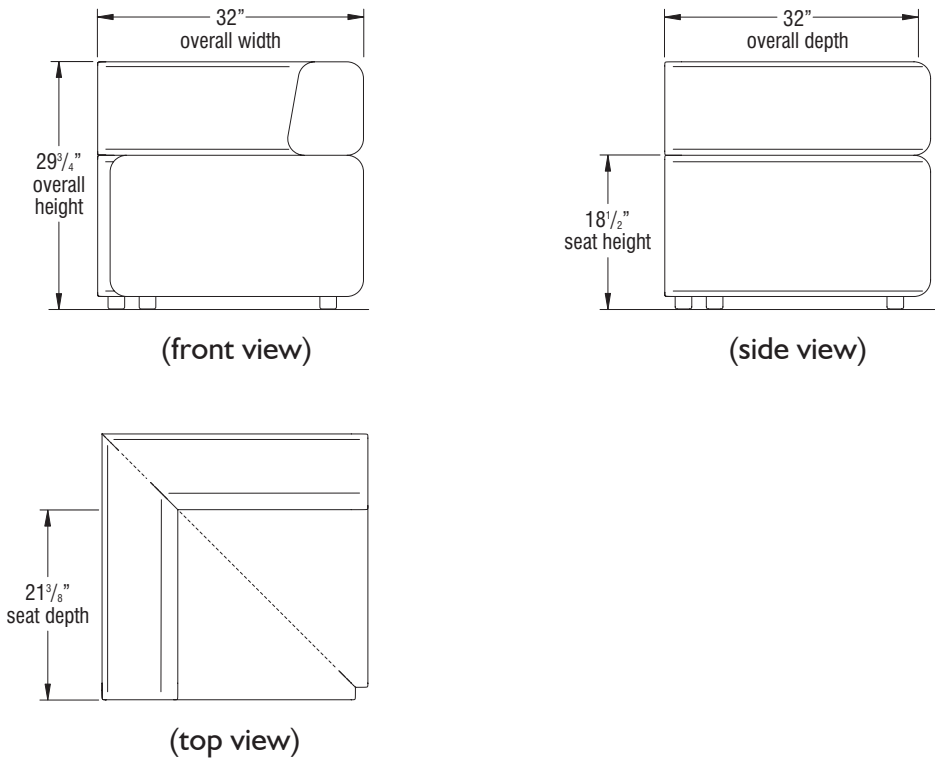 32”
overall width
29³/₄”
overall
height
(front view)
32”
overall depth
18¹/₂”
seat height
(side view)
21³/₈”
seat depth
(top view)